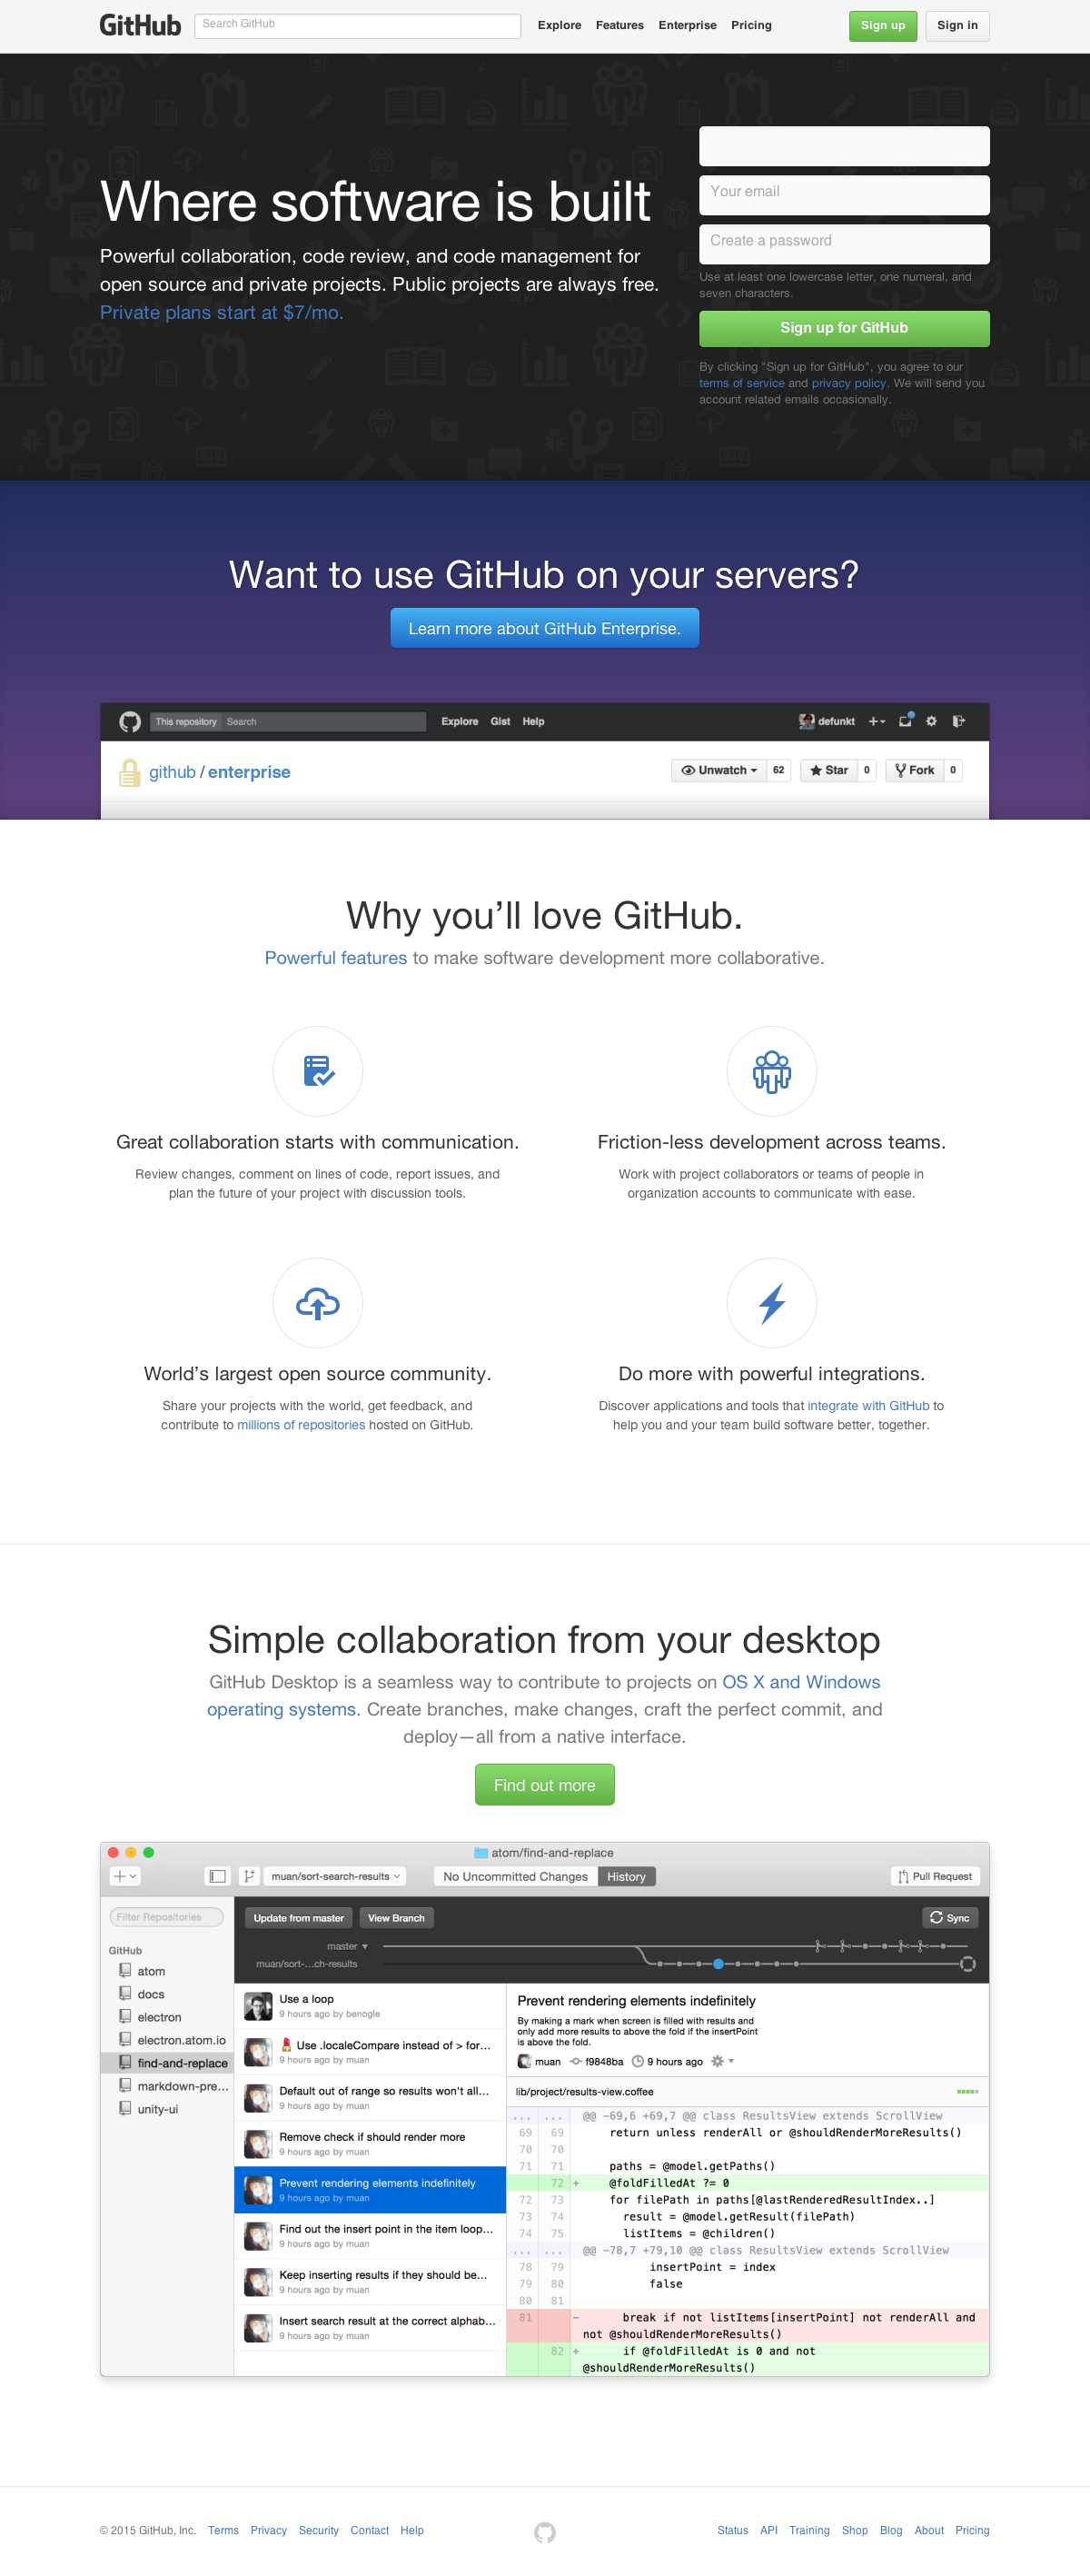 GitHub
Search GitHub
Explore Features Enterprise Pricing
Sign up
Sign in
Where software is built
Powerful collaboration, code review, and code management for
open source and private projects. Public projects are always free.
Private plans start at $7/mo.
Your email
Create a password
Use at least one lowercase letter, one numeral, and
seven characters.
Sign up for GitHub
By clicking "Sign up for GitHub", you agree to our
terms of service and privacy policy. We will send you
account related emails occasionally.
Want to use GitHub on your servers?
Learn more about GitHub Enterprise.
This repository Search Explore Gist Help defunkt
github / enterprise
Unwatch 62 Star 0 Fork 0
Why you’ll love GitHub.
Powerful features to make software development more collaborative.
Great collaboration starts with communication.
Review changes, comment on lines of code, report issues, and
plan the future of your project with discussion tools.
Friction-less development across teams.
Work with project collaborators or teams of people in
organization accounts to communicate with ease.
World’s largest open source community.
Share your projects with the world, get feedback, and
contribute to millions of repositories hosted on GitHub.
Do more with powerful integrations.
Discover applications and tools that integrate with GitHub to
help you and your team build software better, together.
Simple collaboration from your desktop
GitHub Desktop is a seamless way to contribute to projects on OS X and Windows
operating systems. Create branches, make changes, craft the perfect commit, and
deploy—all from a native interface.
Find out more
atom/find-and-replace
muan/sort-search-results No Uncommitted Changes History Pull Request
Filter Repositories
GitHub
atom
docs
electron
electron.atom.io
find-and-replace
markdown-pre...
unity-ui
Update from master View Branch Sync
master
muan/sort-...ch-results
Use a loop
9 hours ago by benogle
Use .localeCompare instead of > for...
9 hours ago by muan
Default out of range so results won't all...
9 hours ago by muan
Remove check if should render more
9 hours ago by muan
Prevent rendering elements indefinitely
9 hours ago by muan
Find out the insert point in the item loop...
9 hours ago by muan
Keep inserting results if they should be...
9 hours ago by muan
Insert search result at the correct alphab...
9 hours ago by muan
Prevent rendering elements indefinitely
By making a mark when screen is filled with results and
only add more results to above the fold if the insertPoint
is above the fold.
muan f9848ba 9 hours ago
lib/project/results-view.coffee
... ... @@ -69,6 +69,7 @@ class ResultsView extends ScrollView
69 69 return unless renderAll or @shouldRenderMoreResults()
70 70
71 71 paths = @model.getPaths()
72 + @foldFilledAt ?= 0
72 73 for filePath in paths[@lastRenderedResultIndex..]
73 74 result = @model.getResult(filePath)
74 75 listItems = @children()
... ... @@ -78,7 +79,10 @@ class ResultsView extends ScrollView
78 79 insertPoint = index
79 80 false
80 81
81 - break if not listItems[insertPoint] not renderAll and
not @shouldRenderMoreResults()
82 + if @foldFilledAt is 0 and not
@shouldRenderMoreResults()
© 2015 GitHub, Inc. Terms Privacy Security Contact Help
Status API Training Shop Blog About Pricing